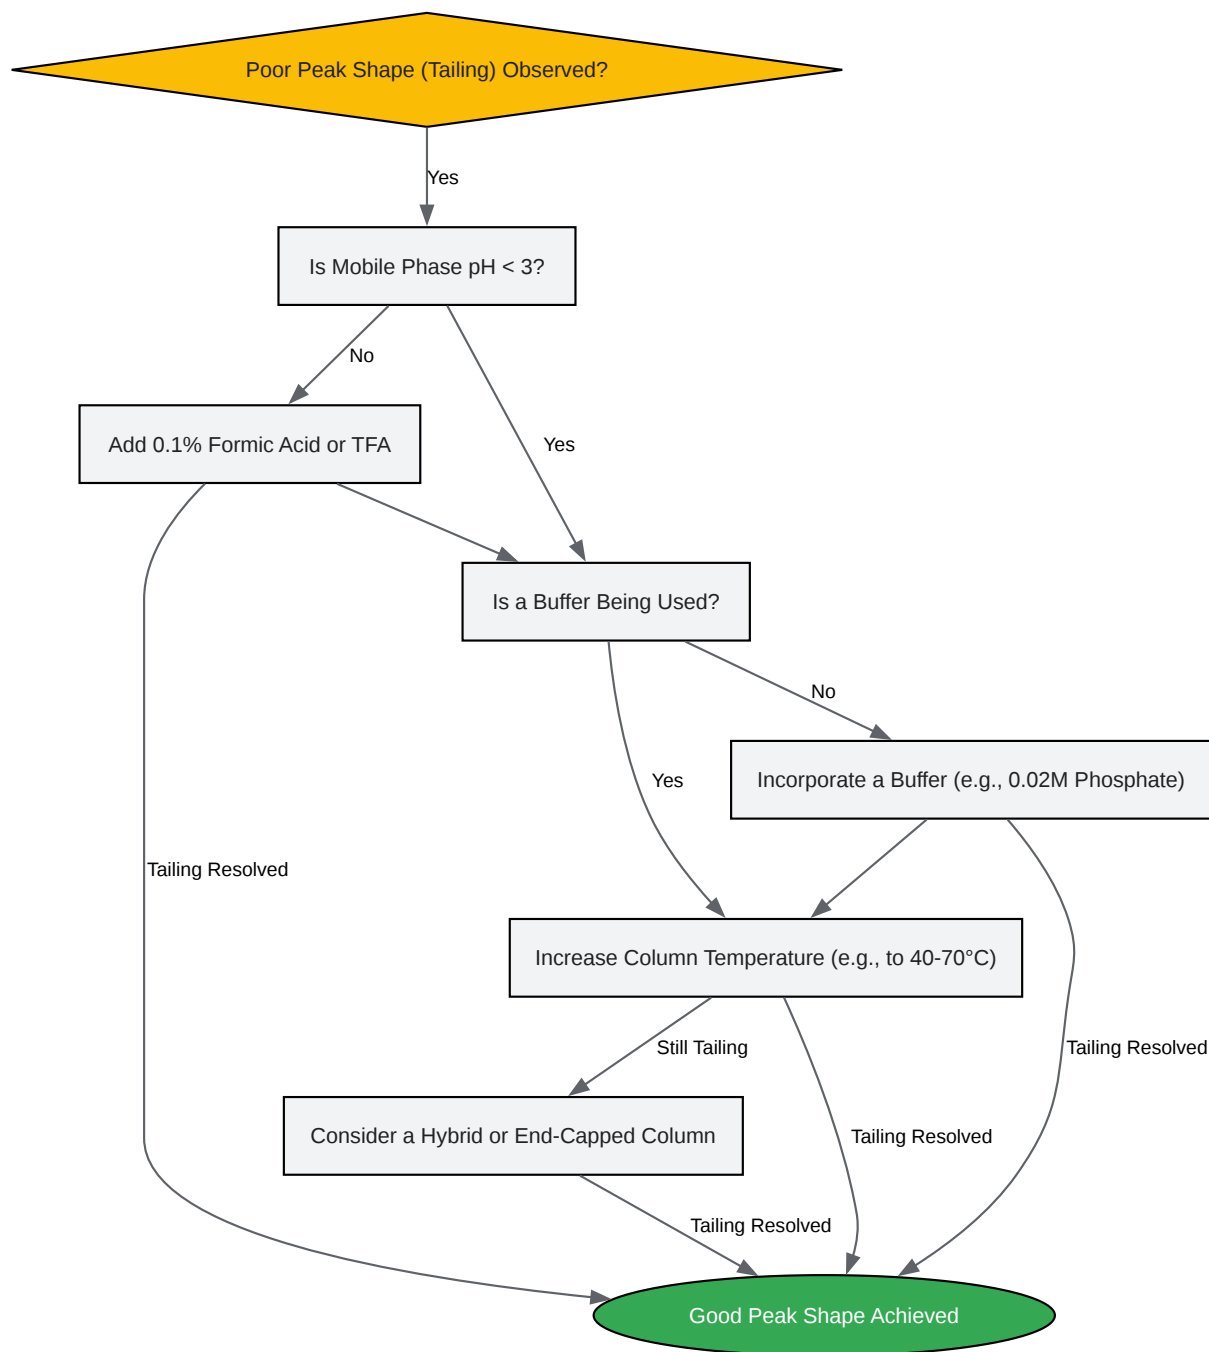 Poor Peak Shape (Tailing) Observed?
Yes
Is Mobile Phase pH < 3?
No
Add 0.1% Formic Acid or TFA
Yes
Is a Buffer Being Used?
No
Yes
Incorporate a Buffer (e.g., 0.02M Phosphate)
Tailing Resolved
Increase Column Temperature (e.g., to 40-70°C)
Still Tailing
Tailing Resolved
Consider a Hybrid or End-Capped Column
Tailing Resolved
Tailing Resolved
Good Peak Shape Achieved